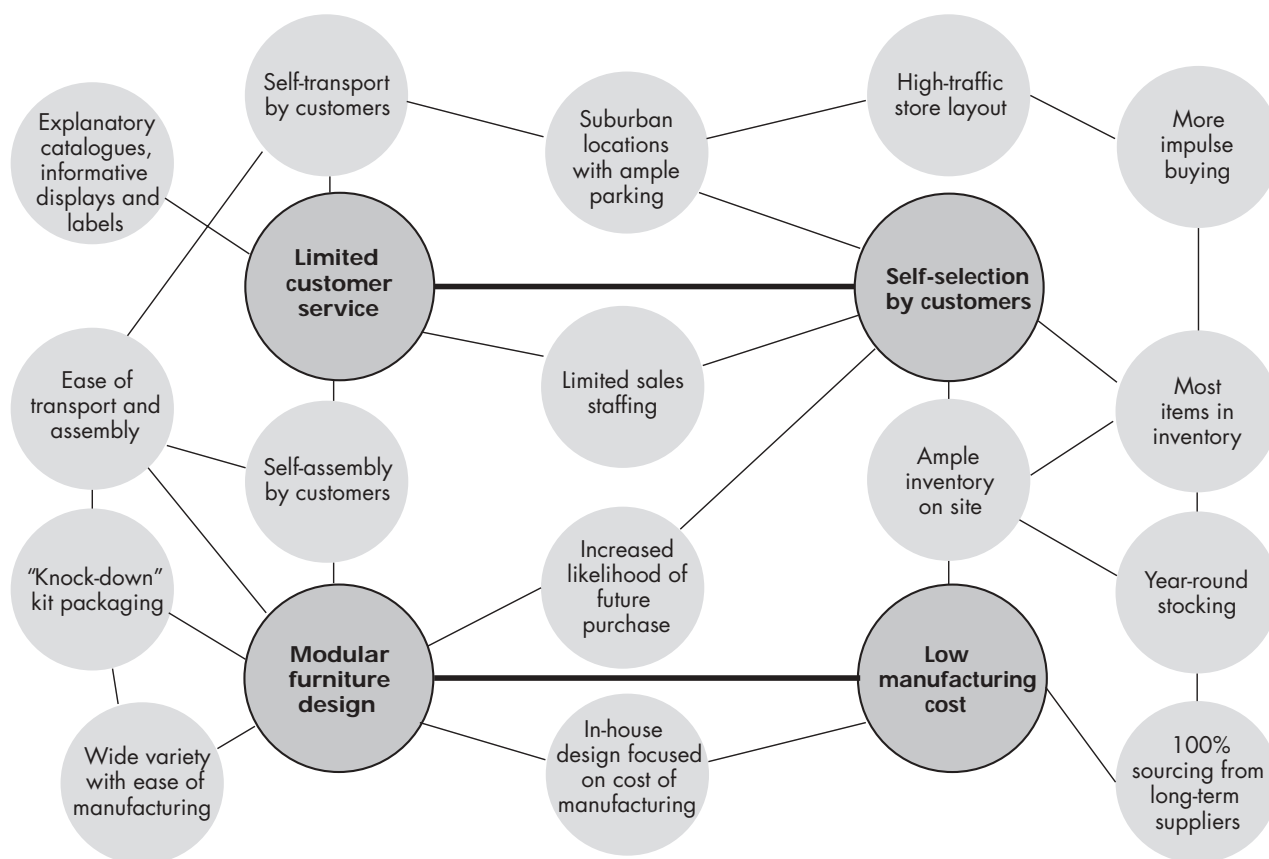 Self-transport
by customers
High-traffic
store layout
Explanatory
catalogues,
informative
displays and
labels
Suburban
locations
with ample
parking
More
impulse
buying
Limited
customer
service
Self-selection
by customers
Ease of
transport and
assembly
Limited sales
staffing
Most
items in
inventory
Self-assembly
by customers
Ample
inventory
on site
"Knock-down"
kit packaging
Increased
likelihood of
future
purchase
Year-round
stocking
Modular
furniture
design
Low
manufacturing
cost
Wide variety
with ease of
manufacturing
In-house
design focused
on cost of
manufacturing
100%
sourcing from
long-term
suppliers